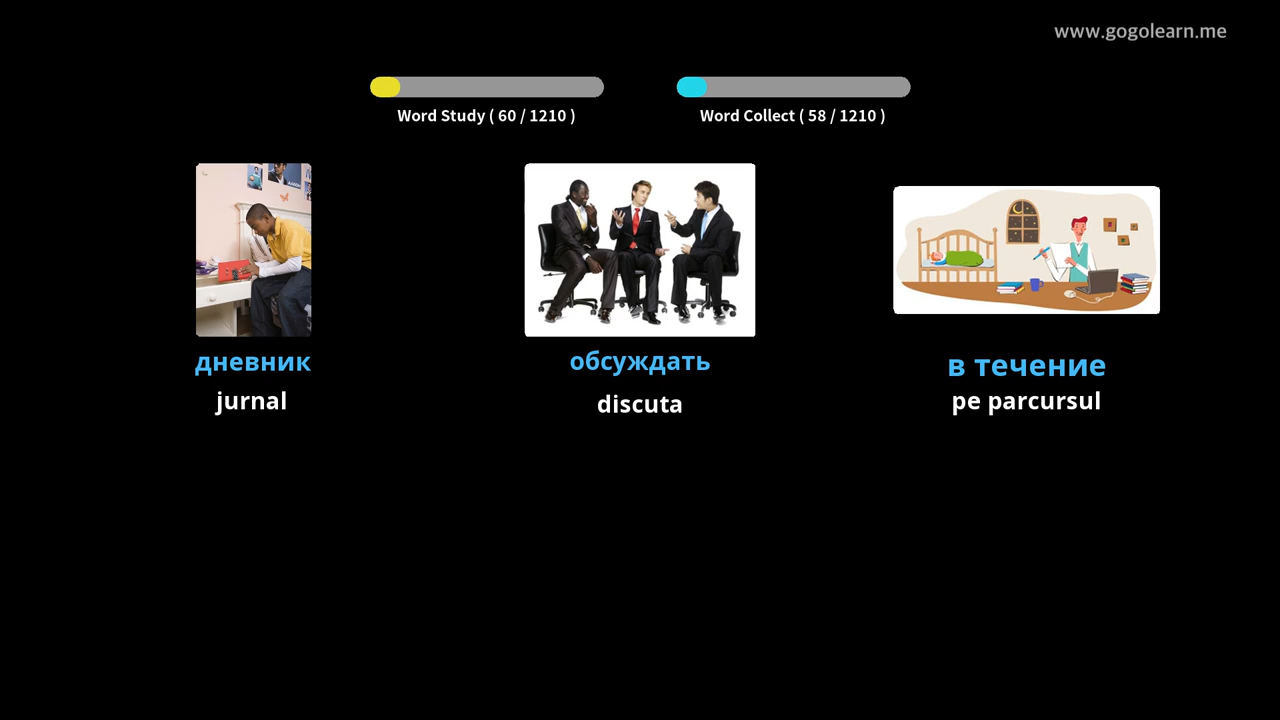 www.gogolearn.me
Word Study ( 60 / 1210 )
Word Collect ( 58 / 1210 )
дневник
jurnal
обсуждать
discuta
в течение
pe parcursul